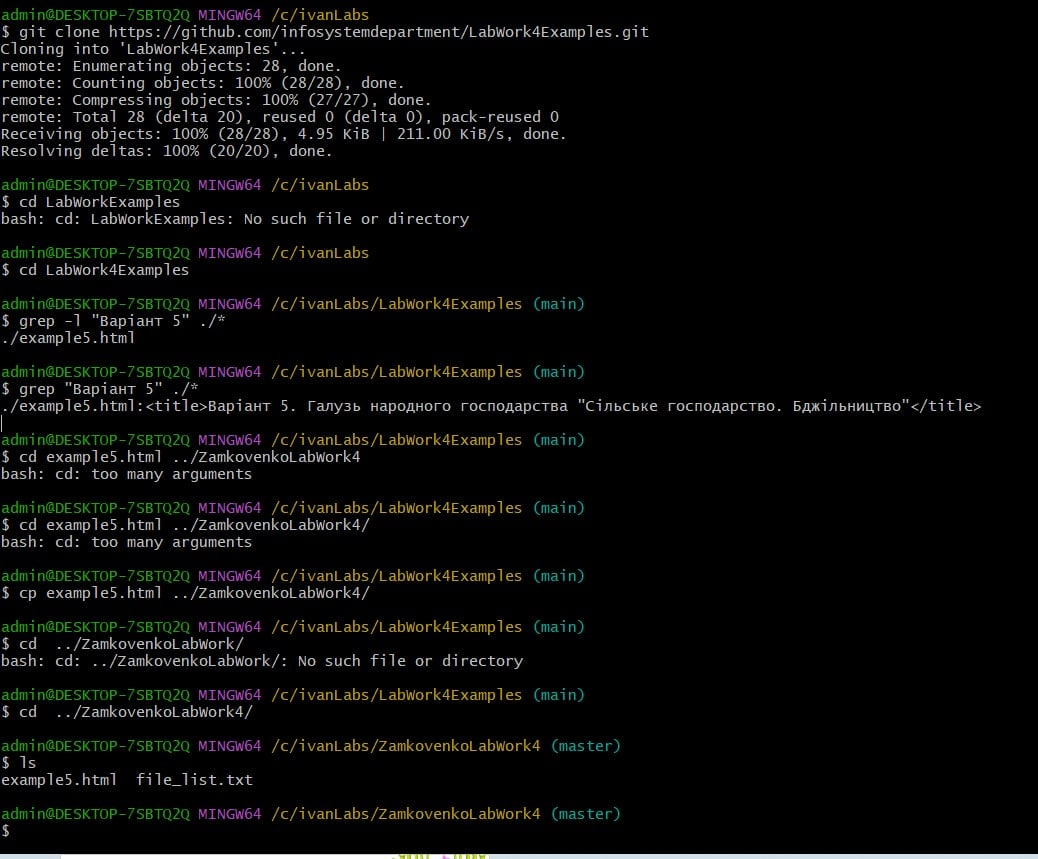 admin@DESKTOP-7SBTQ2Q MINGW64 /c/ivanLabs
$ git clone https://github.com/infosystemdepartment/LabWork4Examples.git
Cloning into 'LabWork4Examples'...
remote: Enumerating objects: 28, done.
remote: Counting objects: 100% (28/28), done.
remote: Compressing objects: 100% (27/27), done.
remote: Total 28 (delta 20), reused 0 (delta 0), pack-reused 0
Receiving objects: 100% (28/28), 4.95 KiB | 211.00 KiB/s, done.
Resolving deltas: 100% (20/20), done.
admin@DESKTOP-7SBTQ2Q MINGW64 /c/ivanLabs
$ cd LabWorkExamples
bash: cd: LabWorkExamples: No such file or directory
admin@DESKTOP-7SBTQ2Q MINGW64 /c/ivanLabs
$ cd LabWork4Examples
admin@DESKTOP-7SBTQ2Q MINGW64 /c/ivanLabs/LabWork4Examples (main)
$ grep -l "Варіант 5" ./*
./example5.html
admin@DESKTOP-7SBTQ2Q MINGW64 /c/ivanLabs/LabWork4Examples (main)
$ grep "Варіант 5" ./*
./example5.html:<title>Варіант 5. Галузь народного господарства "Сільське господарство. Бджільництво"</title>
admin@DESKTOP-7SBTQ2Q MINGW64 /c/ivanLabs/LabWork4Examples (main)
$ cd example5.html ../ZamkovenkoLabWork4
bash: cd: too many arguments
admin@DESKTOP-7SBTQ2Q MINGW64 /c/ivanLabs/LabWork4Examples (main)
$ cd example5.html ../ZamkovenkoLabWork4/
bash: cd: too many arguments
admin@DESKTOP-7SBTQ2Q MINGW64 /c/ivanLabs/LabWork4Examples (main)
$ cp example5.html ../ZamkovenkoLabWork4/
admin@DESKTOP-7SBTQ2Q MINGW64 /c/ivanLabs/LabWork4Examples (main)
$ cd  ../ZamkovenkoLabWork/
bash: cd: ../ZamkovenkoLabWork/: No such file or directory
admin@DESKTOP-7SBTQ2Q MINGW64 /c/ivanLabs/LabWork4Examples (main)
$ cd  ../ZamkovenkoLabWork4/
admin@DESKTOP-7SBTQ2Q MINGW64 /c/ivanLabs/ZamkovenkoLabWork4 (master)
$ ls
example5.html  file_list.txt
admin@DESKTOP-7SBTQ2Q MINGW64 /c/ivanLabs/ZamkovenkoLabWork4 (master)
$